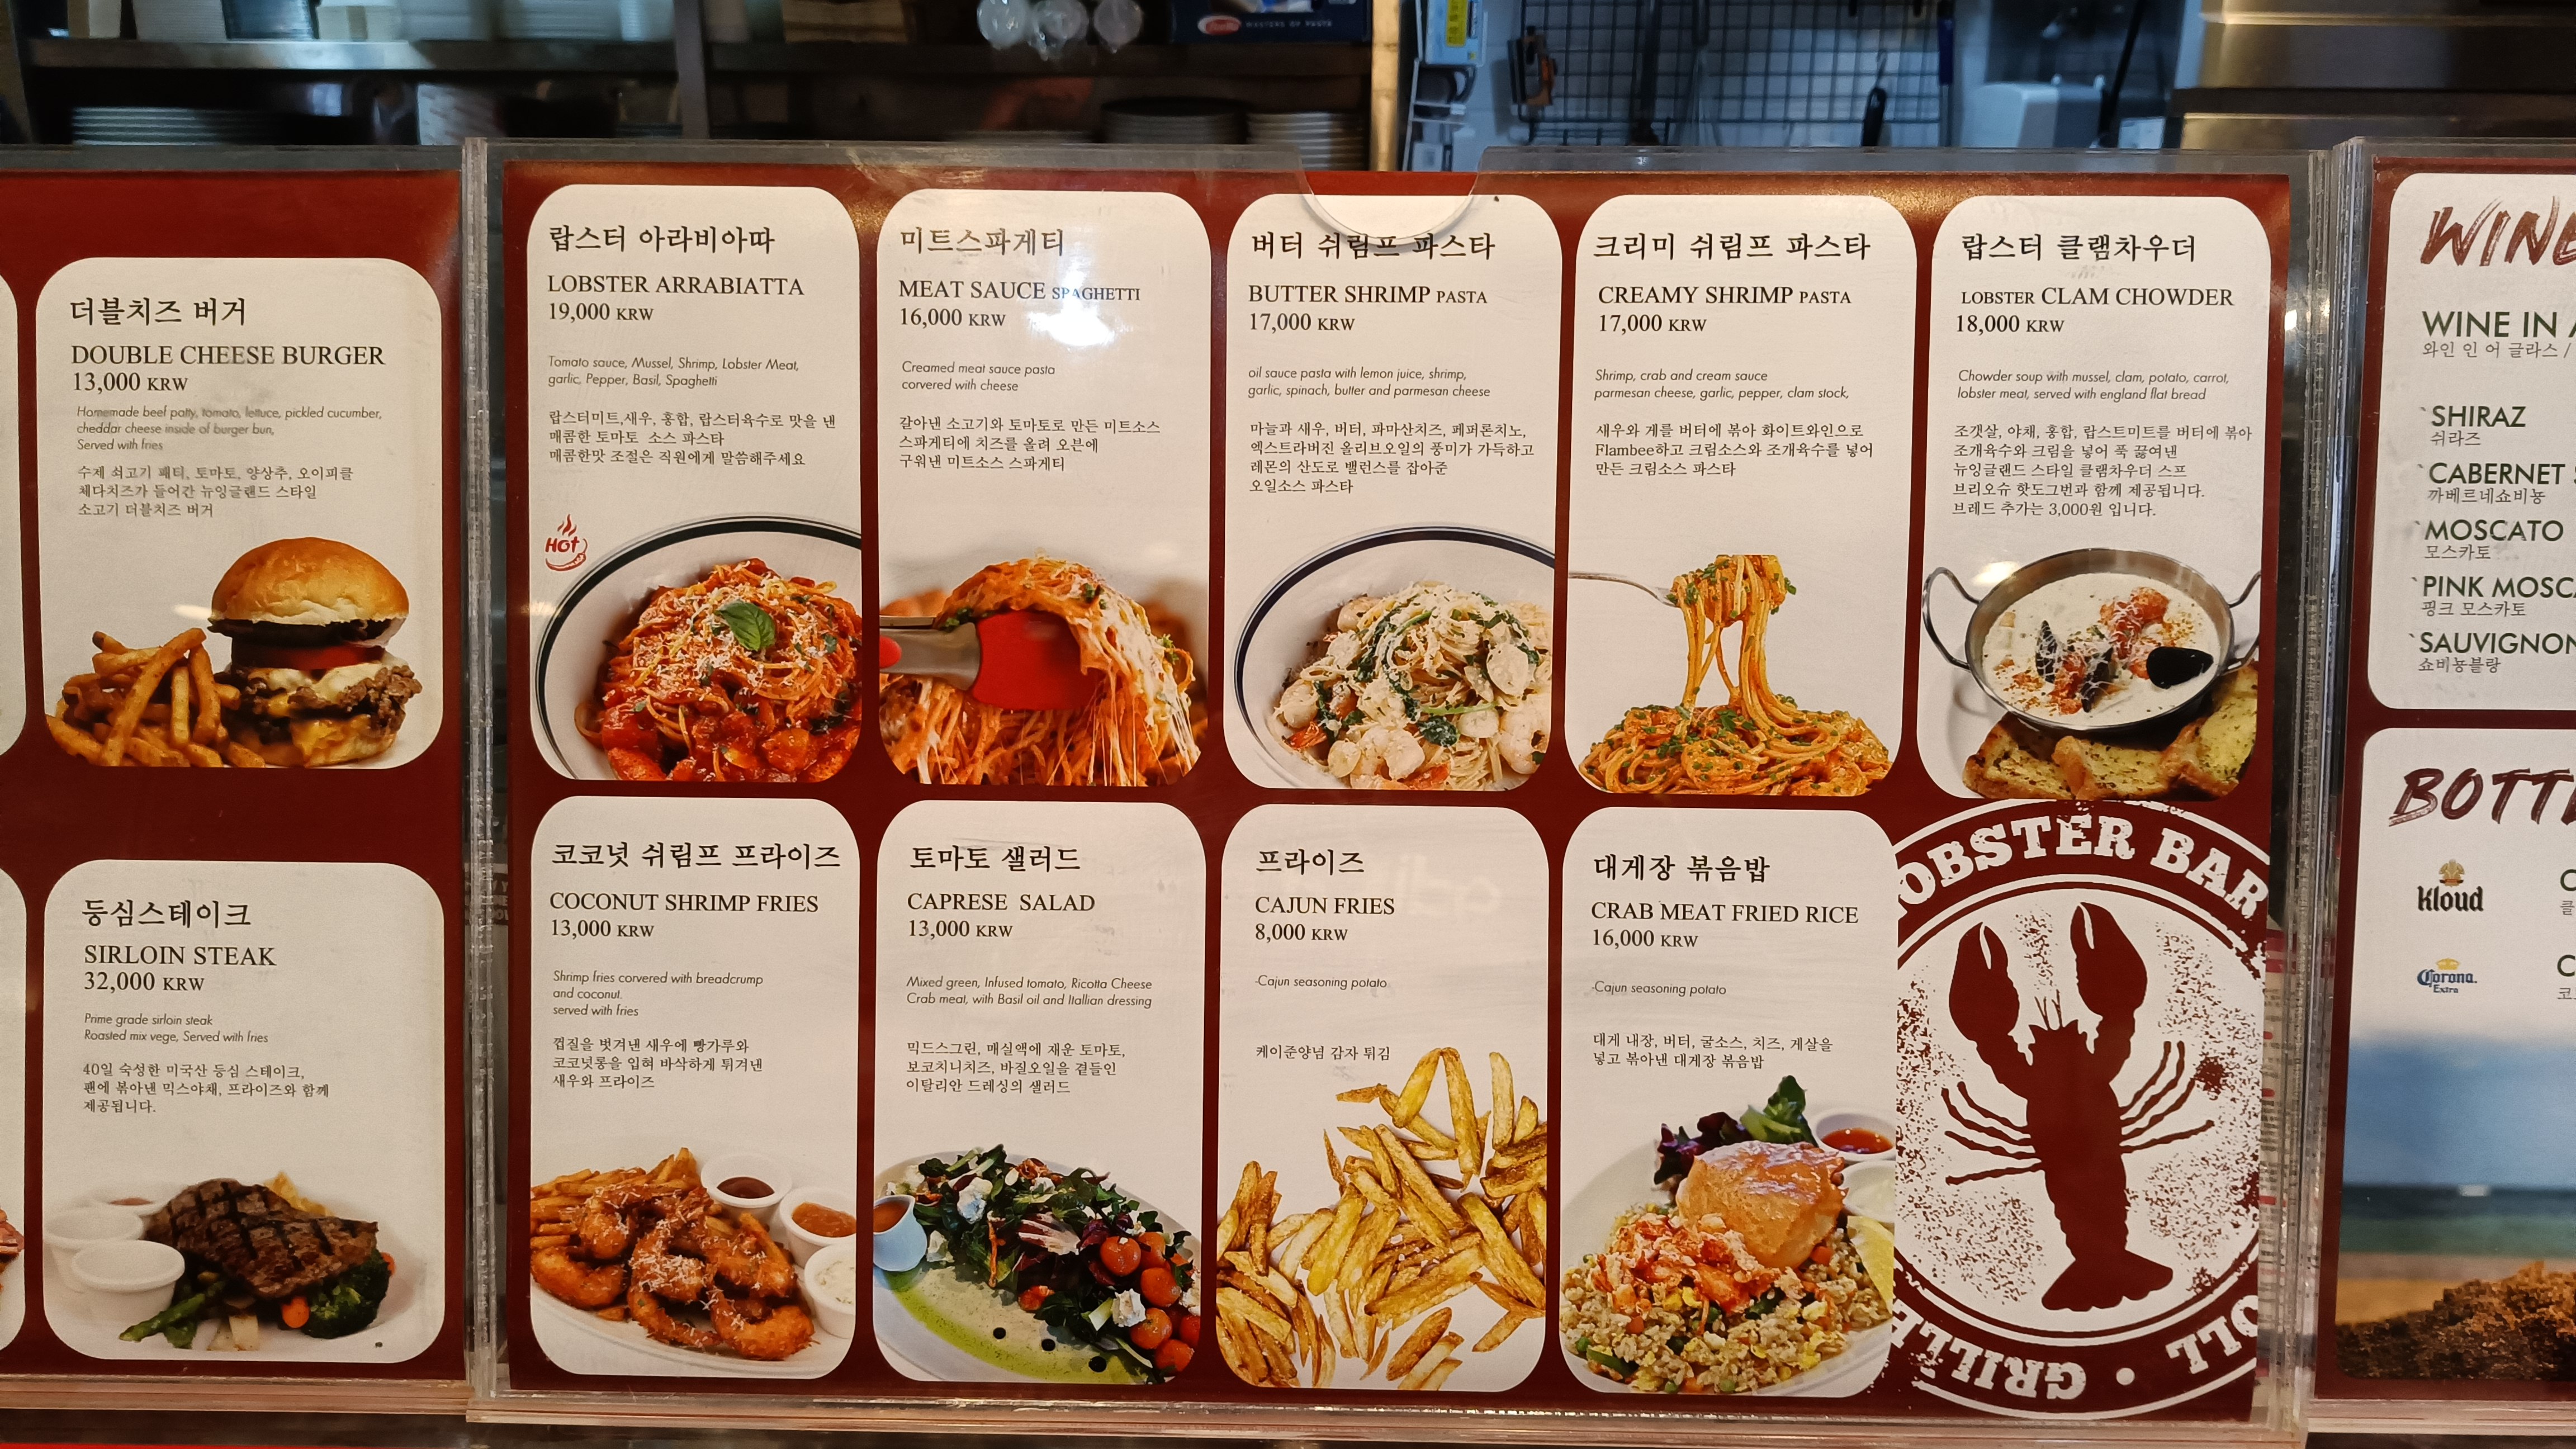 MASTERS OF PASTA
더블치즈 버거
DOUBLE CHEESE BURGER
13,000 KRW
Homemade beef patty, tomato, lettuce, pickled cucumber,
cheddar cheese inside of burger bun,
Served with fries
수제 쇠고기 패티, 토마토, 양상추, 오이피클
체다치즈가 들어간 뉴잉글랜드 스타일
소고기 더블치즈 버거
등심스테이크
SIRLOIN STEAK
32,000 KRW
Prime grade sirloin steak
Roasted mix vege, Served with fries
40일 숙성한 미국산 등심 스테이크,
팬에 볶아낸 믹스야채, 프라이즈와 함께
제공됩니다.
랍스터 아라비아따
LOBSTER ARRABIATTA
19,000 KRW
Tomato sauce, Mussel, Shrimp, Lobster Meat,
garlic, Pepper, Basil, Spaghetti
랍스터미트,새우, 홍합, 랍스터육수로 맛을 낸
매콤한 토마토 소스 파스타
매콤한맛 조절은 직원에게 말씀해주세요
HOt
미트스파게티
MEAT SAUCE SPAGHETTI
16,000 KRW
Creamed meat sauce pasta
corvered with cheese
갈아낸 소고기와 토마토로 만든 미트소스
스파게티에 치즈를 올려 오븐에
구워낸 미트소스 스파게티
버터 쉬림프 파스타
BUTTER SHRIMP PASTA
17,000 KRW
oil sauce pasta with lemon juice, shrimp,
garlic, spinach, butter and parmesan cheese
마늘과 새우, 버터, 파마산치즈, 페퍼론치노,
엑스트라버진 올리브오일의 풍미가 가득하고
레몬의 산도로 밸런스를 잡아준
오일소스 파스타
크리미 쉬림프 파스타
CREAMY SHRIMP PASTA
17,000 KRW
Shrimp, crab and cream sauce
parmesan cheese, garlic, pepper, clam stock,
새우와 게를 버터에 볶아 화이트와인으로
Flambee하고 크림소스와 조개육수를 넣어
만든 크림소스 파스타
랍스터 클램차우더
LOBSTER CLAM CHOWDER
18,000 KRW
Chowder soup with mussel, clam, potato, carrot,
lobster meat, served with england flat bread
조갯살, 야채, 홍합, 랍스트미트를 버터에 볶아
조개육수와 크림을 넣어 푹 끓여낸
뉴잉글랜드 스타일 클램차우더 스프
브리오슈 핫도그번과 함께 제공됩니다.
브레드 추가는 3,000원 입니다.
코코넛 쉬림프 프라이즈
COCONUT SHRIMP FRIES
13,000 KRW
Shrimp fries corvered with breadcrump
and coconut.
served with fries
껍질을 벗겨낸 새우에 빵가루와
코코넛롱을 입혀 바삭하게 튀겨낸
새우와 프라이즈
토마토 샐러드
CAPRESE SALAD
13,000 KRW
Mixed green, Infused tomato, Ricotta Cheese
Crab meat, with Basil oil and Itallian dressing
믹드스그린, 매실액에 재운 토마토,
보코치니치즈, 바질오일을 곁들인
이탈리안 드레싱의 샐러드
프라이즈
CAJUN FRIES
8,000 KRW
-Cajun seasoning potato
케이준양념 감자 튀김
대게장 볶음밥
CRAB MEAT FRIED RICE
16,000 KRW
-Cajun seasoning potato
대게 내장, 버터, 굴소스, 치즈, 게살을
넣고 볶아낸 대게장 볶음밥
LOBSTER BAR
GRILL
WINE
WINE IN A
와인 인 어 글라스 /
`SHIRAZ
쉬라즈
`CABERNET S
까베르네쇼비뇽
`MOSCATO
모스카토
`PINK MOSCA
핑크 모스카토
`SAUVIGNON
쇼비뇽블랑
BOTT
Kloud
Corona.
Extra